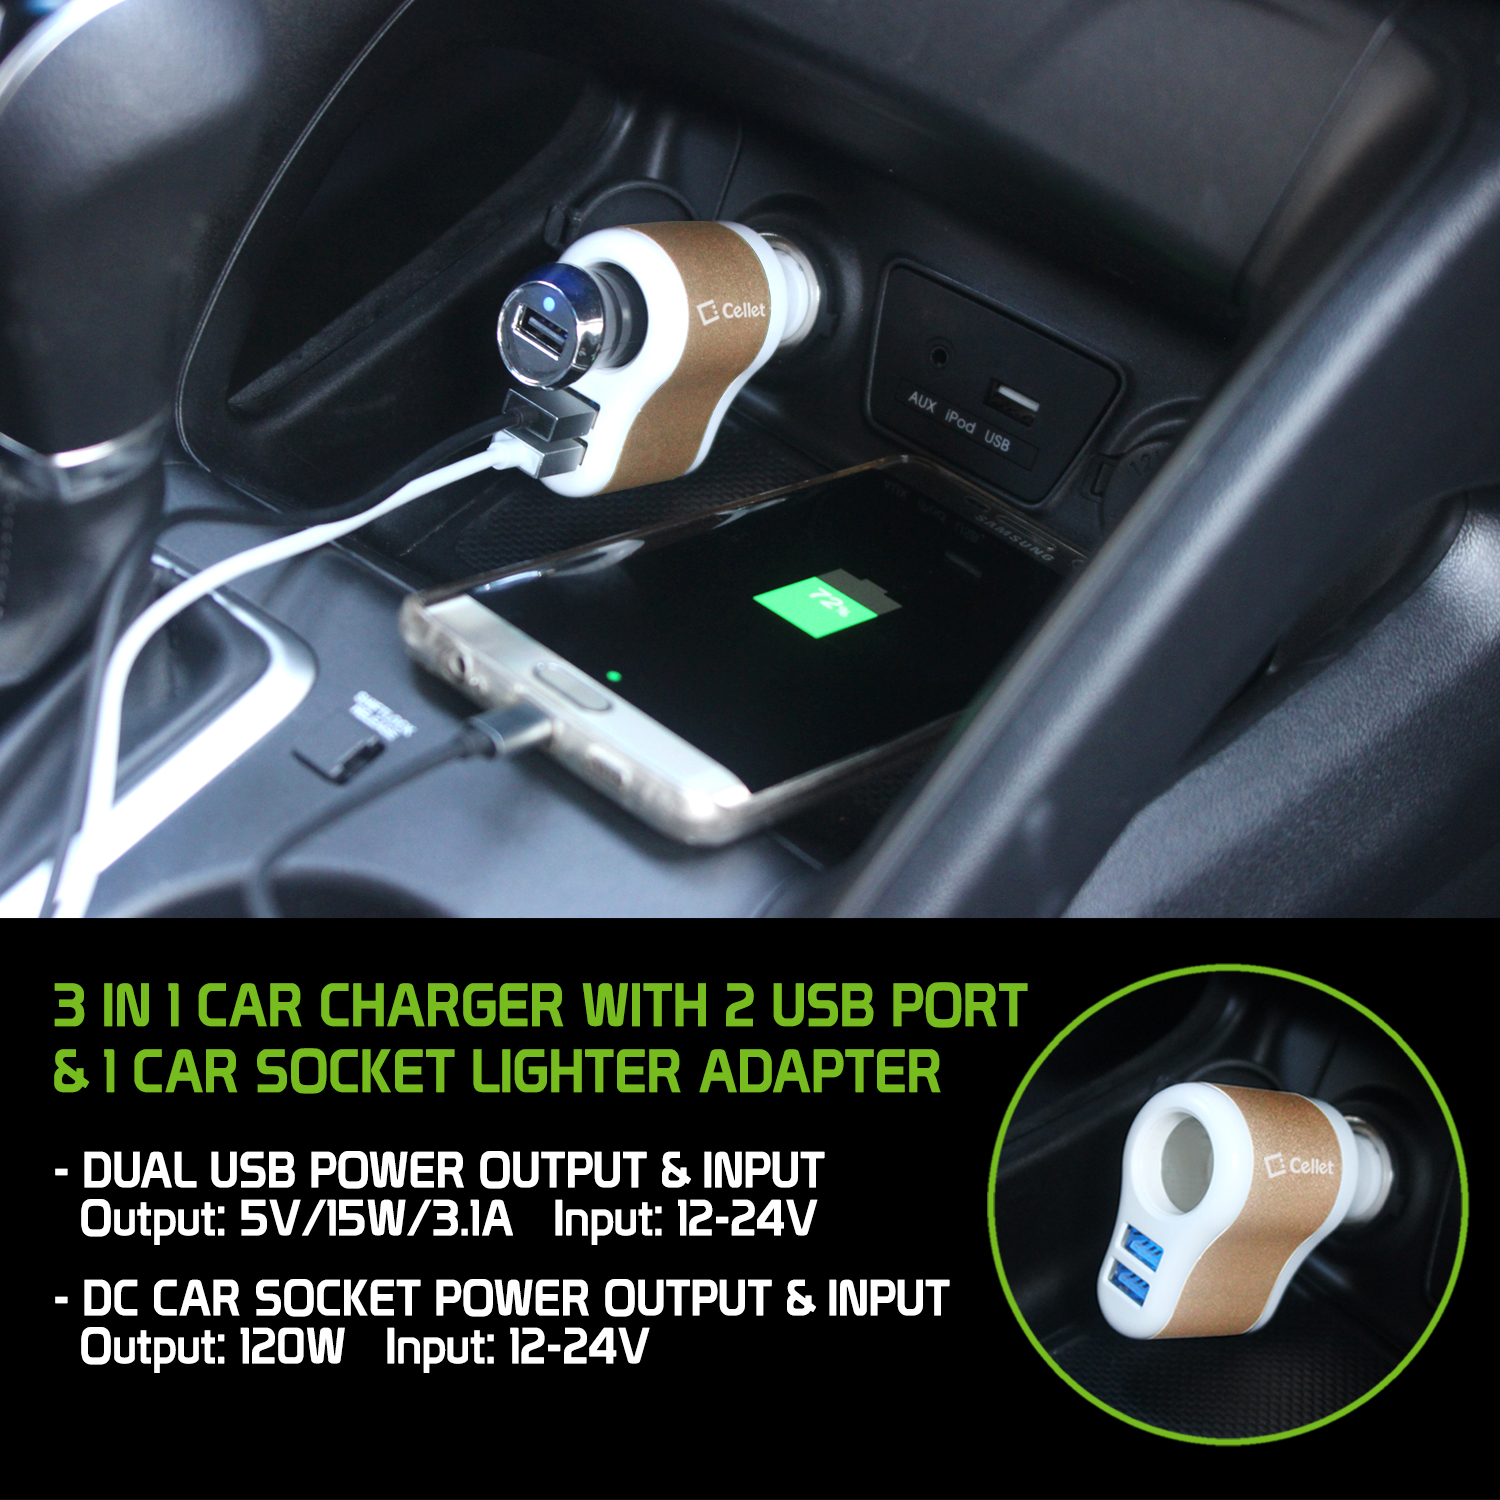 Cellet
AUX iPod USB
SAMSUNG
72%
SHIFTLOCK
RELEASE
3 IN 1 CAR CHARGER WITH 2 USB PORT
& 1 CAR SOCKET LIGHTER ADAPTER
- DUAL USB POWER OUTPUT & INPUT
Output: 5V/15W/3.1A Input: 12-24V
- DC CAR SOCKET POWER OUTPUT & INPUT
Output: 120W Input: 12-24V
Cellet